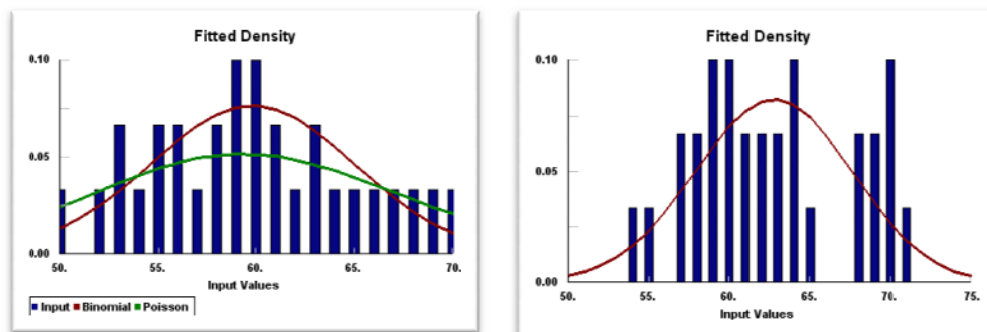 Fitted Density
0.10
0.05
0.00
50. 55. 60. 65. 70.
Input Values
Input Binomial Poisson
Fitted Density
0.10
0.05
0.00
50. 55. 60. 65. 70. 75.
Input Values